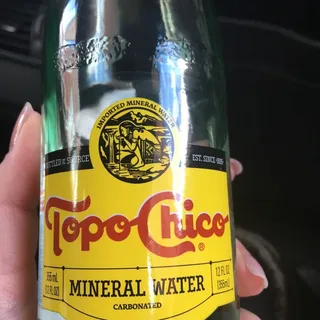 IMPORTED MINERAL WATER
BOTTLED @ SOURCE
EST. SINCE 1895
Topo Chico®
355 mL
(12 FL OZ)
MINERAL WATER
CARBONATED
12 FL OZ
(355mL)